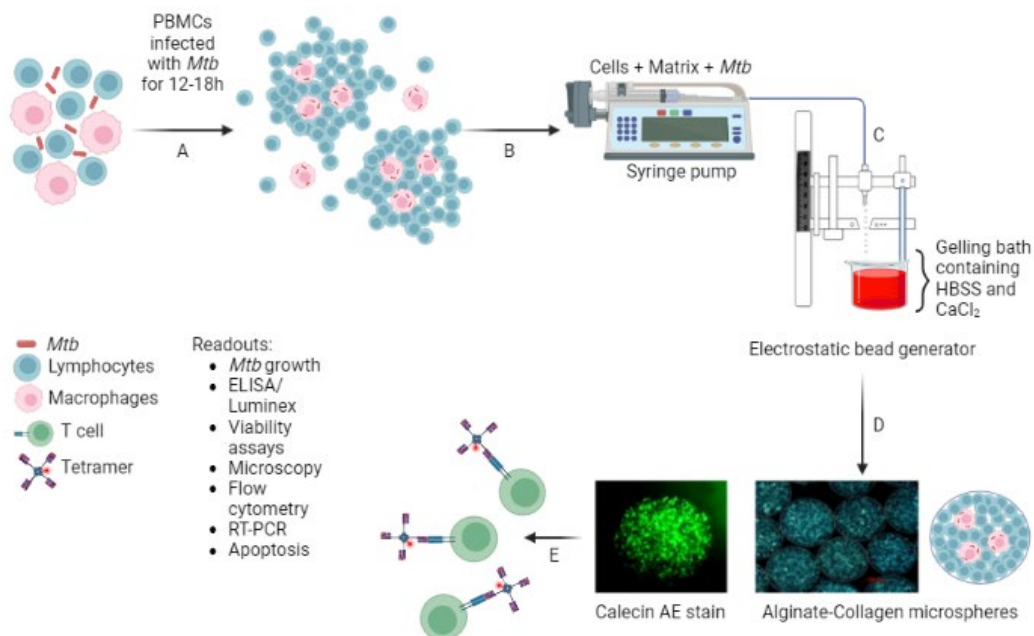 PBMCs
infected
with Mtb
for 12-18h
A
B
Cells + Matrix + Mtb
Syringe pump
C
Gelling bath
containing
HBSS and
CaCl₂
Electrostatic bead generator
D
Mtb
Lymphocytes
Macrophages
T cell
Tetramer
Readouts:
• Mtb growth
• ELISA/
Luminex
• Viability
assays
• Microscopy
• Flow
cytometry
• RT-PCR
• Apoptosis
E
Calecin AE stain
Alginate-Collagen microspheres